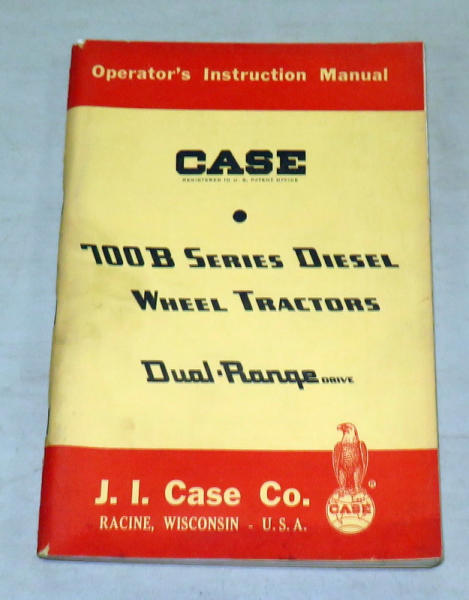 Operator's Instruction Manual
CASE
REGISTERED IN U. S. PATENT OFFICE
700B SERIES DIESEL
WHEEL TRACTORS
Dual·Range DRIVE
J. I. Case Co.
RACINE, WISCONSIN - U.S.A.
CASE
®